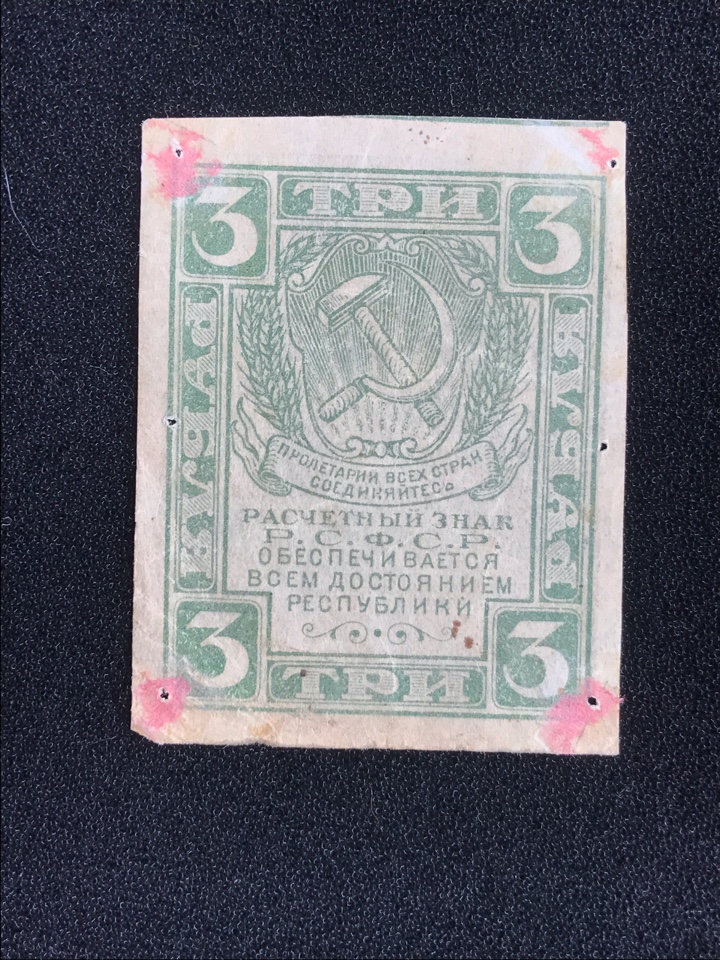 3 ТРИ 3
РУБЛЯ
РУБЛЯ
ПРОЛЕТАРИИ ВСЕХ СТРАН
СОЕДИНЯЙТЕСЬ
РАСЧЕТНЫЙ ЗНАК
Р.С.Ф.С.Р.
ОБЕСПЕЧИВАЕТСЯ
ВСЕМ ДОСТОЯНИЕМ
РЕСПУБЛИКИ
3 ТРИ 3